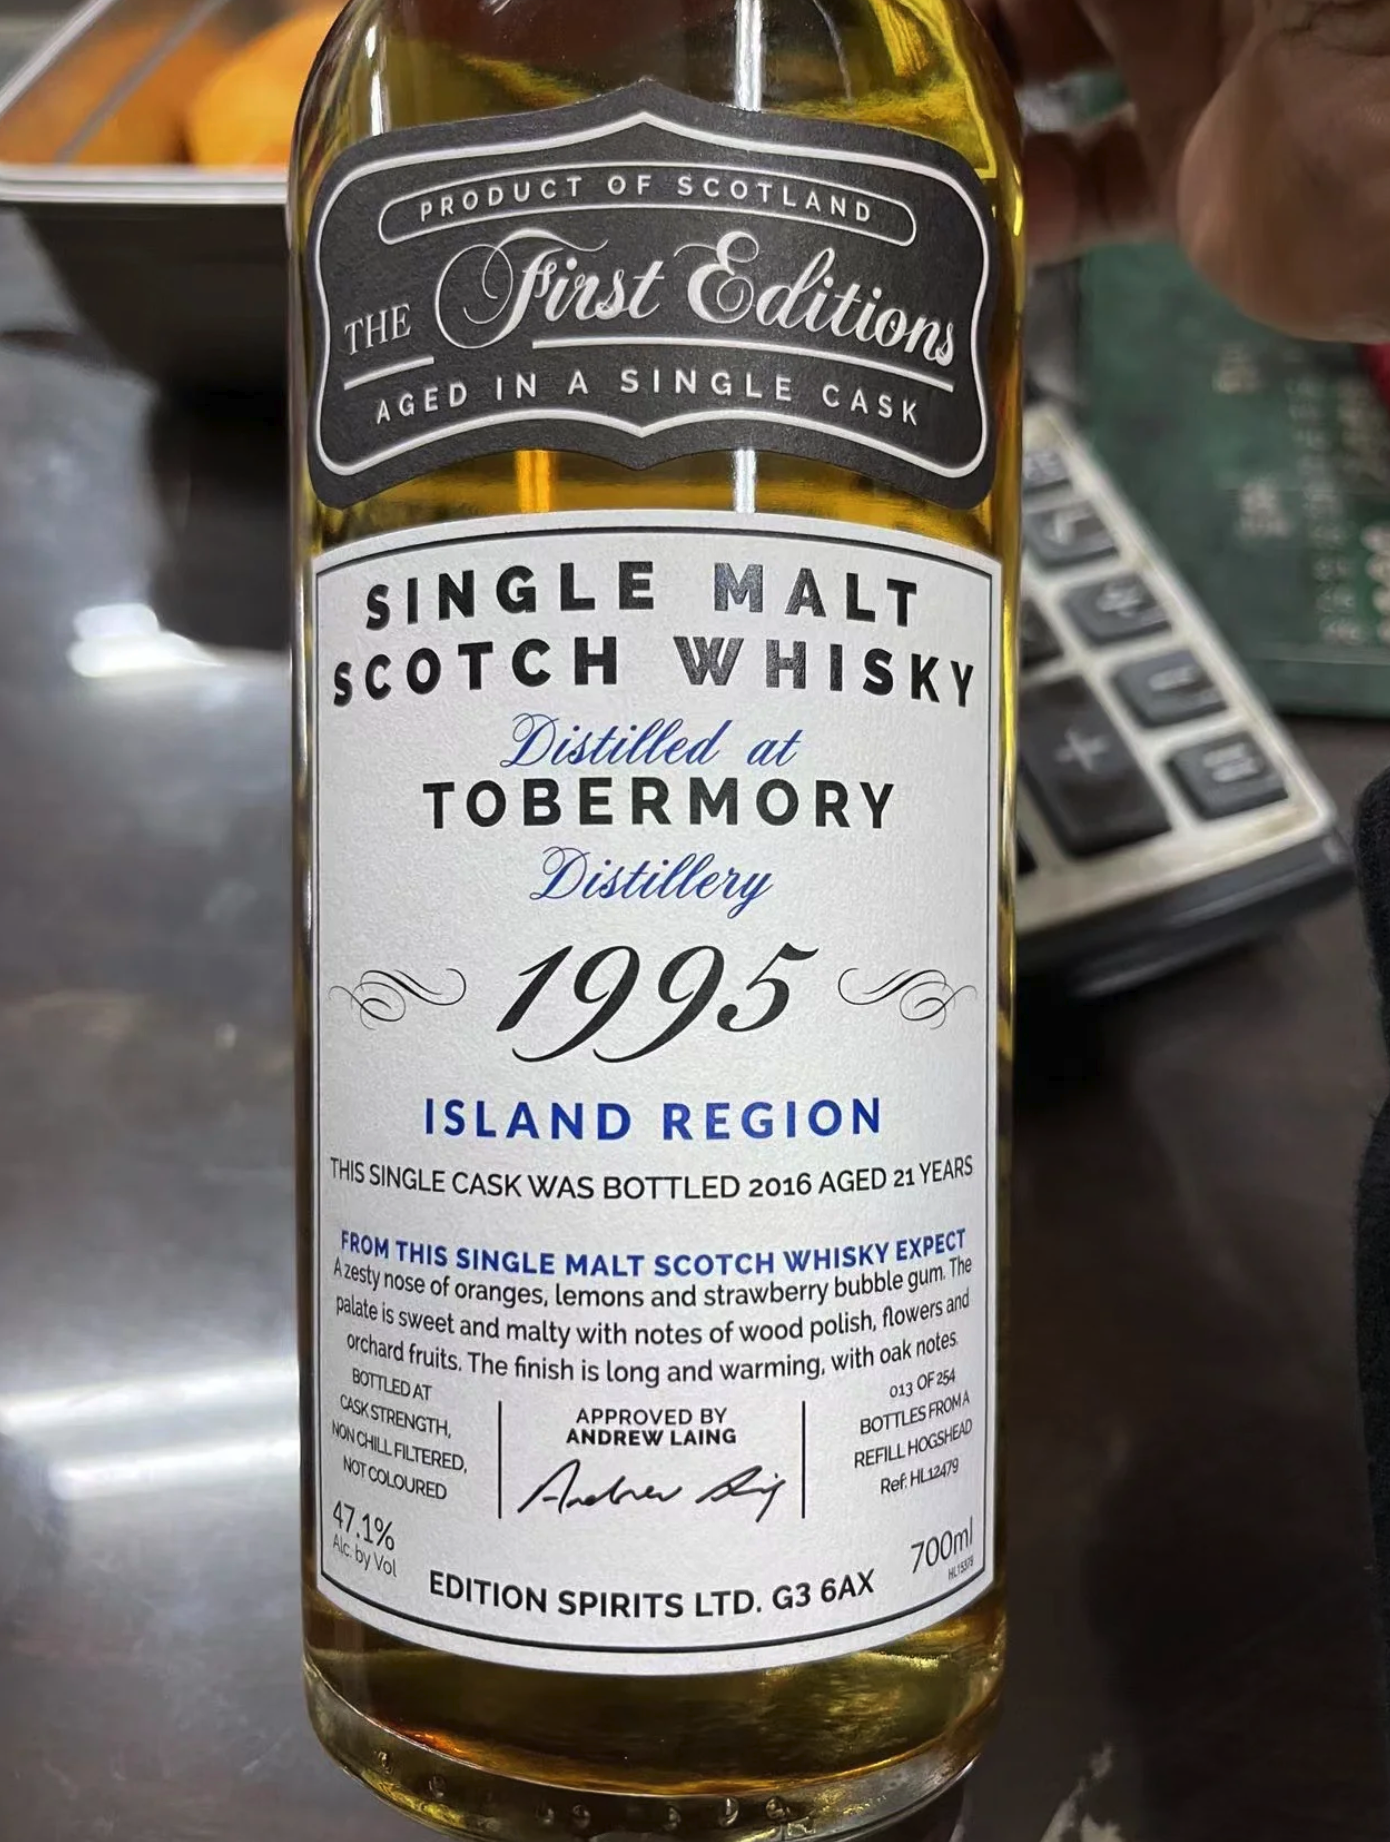 PRODUCT OF SCOTLAND
THE First Editions
AGED IN A SINGLE CASK
SINGLE MALT
SCOTCH WHISKY
Distilled at
TOBERMORY
Distillery
1995
ISLAND REGION
THIS SINGLE CASK WAS BOTTLED 2016 AGED 21 YEARS
FROM THIS SINGLE MALT SCOTCH WHISKY EXPECT
A zesty nose of oranges, lemons and strawberry bubble gum. The
palate is sweet and malty with notes of wood polish, flowers and
orchard fruits. The finish is long and warming, with oak notes.
BOTTLED AT
CASK STRENGTH,
NON CHILL FILTERED,
NOT COLOURED
47.1%
Alc. by Vol
APPROVED BY
ANDREW LAING
Andrew Laing
013 OF 254
BOTTLES FROM A
REFILL HOGSHEAD
Ref: HL12479
700ml
EDITION SPIRITS LTD. G3 6AX